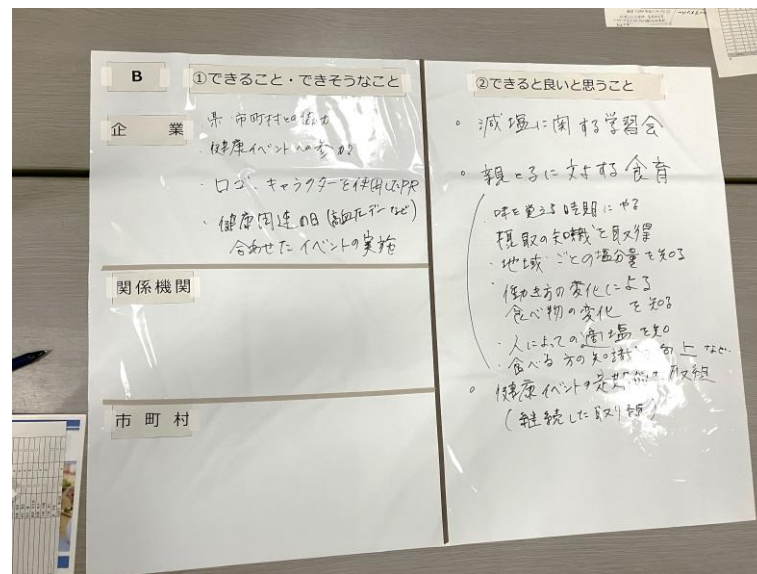 B
①できること・できそうなこと
企業
県・市町村との協力
・健康イベントへの参加
・ロゴ、キャラクターを使用してPR
・健康関連の日(高血圧デーなど)
合わせたイベントの実施
関係機関
市町村
②できると良いと思うこと
。減塩に関する学習会
。親と子に対する食育
・味を覚える時期にやる
摂取の知識を取得
・地域ごとの塩分量を知る
・働き方の変化による
食べ物の変化を知る
・人によっての適塩を知
・食べる方の知識 向上など
。健康イベントの定期的な取組
(継続した取り組)